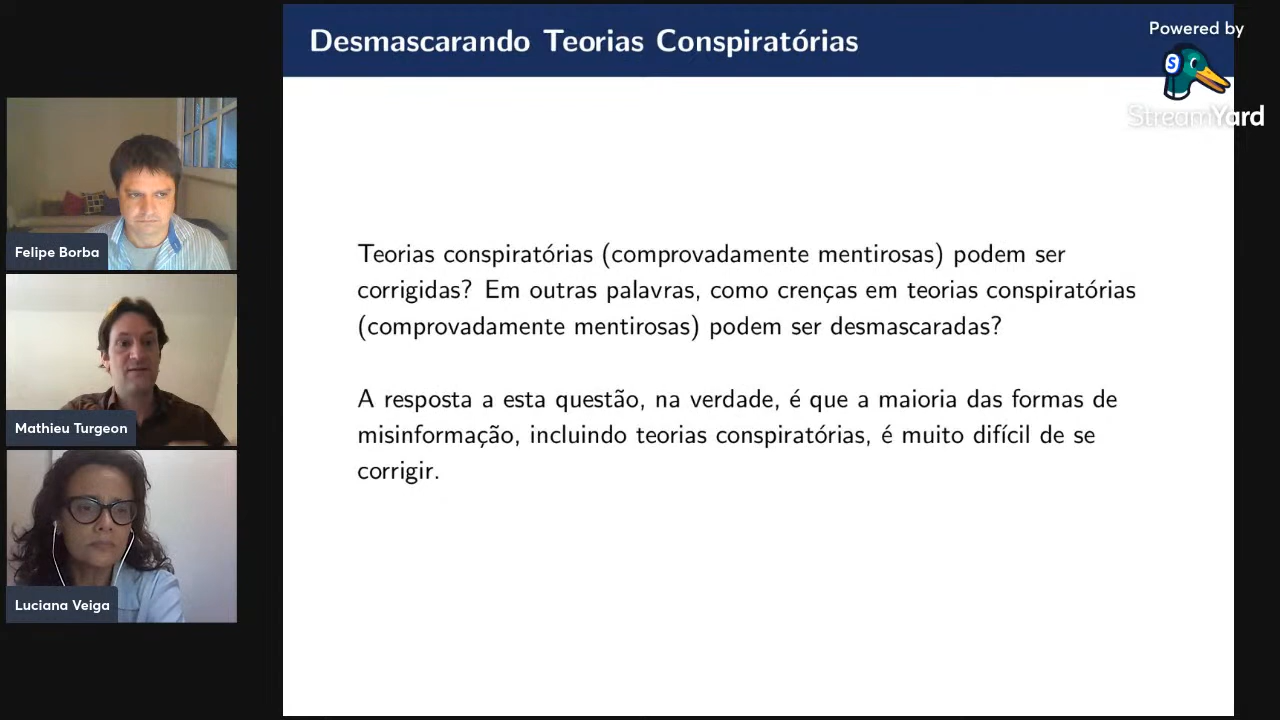 Desmascarando Teorias Conspiratórias
Powered by
S
StreamYard
Felipe Borba
Mathieu Turgeon
Luciana Veiga
Teorias conspiratórias (comprovadamente mentirosas) podem ser
corrigidas? Em outras palavras, como crenças em teorias conspiratórias
(comprovadamente mentirosas) podem ser desmascaradas?
A resposta a esta questão, na verdade, é que a maioria das formas de
misinformação, incluindo teorias conspiratórias, é muito difícil de se
corrigir.